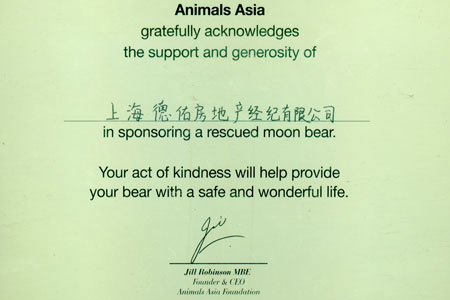 Animals Asia
gratefully acknowledges
the support and generosity of
上海德佑房地产经纪有限公司
in sponsoring a rescued moon bear.
Your act of kindness will help provide
your bear with a safe and wonderful life.
Jill
Jill Robinson MBE
Founder & CEO
Animals Asia Foundation